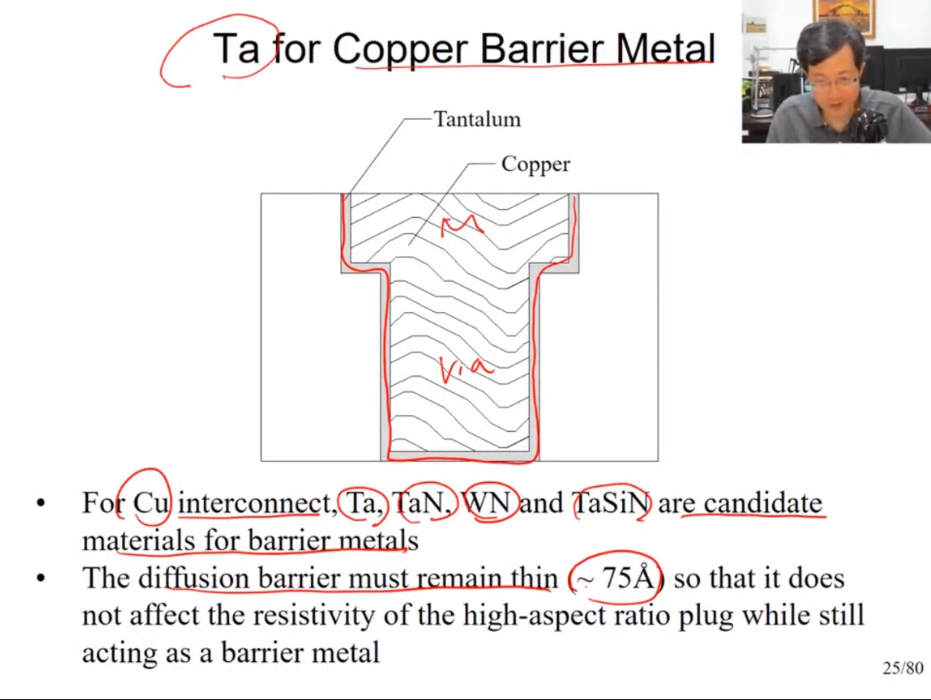 Ta for Copper Barrier Metal
Tantalum
Copper
M
Via
• For Cu interconnect, Ta, TaN, WN and TaSiN are candidate
materials for barrier metals
• The diffusion barrier must remain thin (~ 75Å) so that it does
not affect the resistivity of the high-aspect ratio plug while still
acting as a barrier metal
25/80